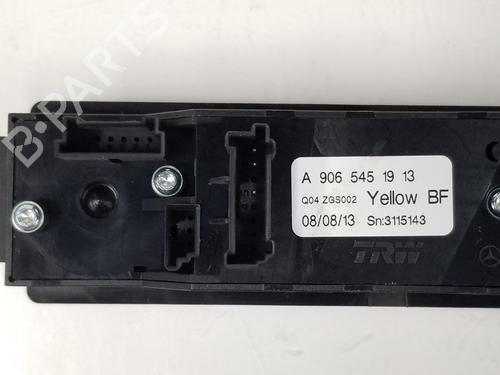 B-PARTS
A 906 545 19 13
Q04 ZGS002 Yellow BF
08/08/13 Sn:3115143
TRW